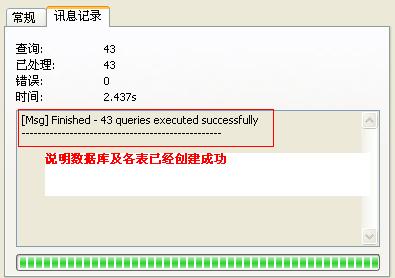 常规 讯息记录
查询: 43
已处理: 43
错误: 0
时间: 2.437s
[Msg] Finished - 43 queries executed successfully
--------------------------------------------------
说明数据库及各表已经创建成功